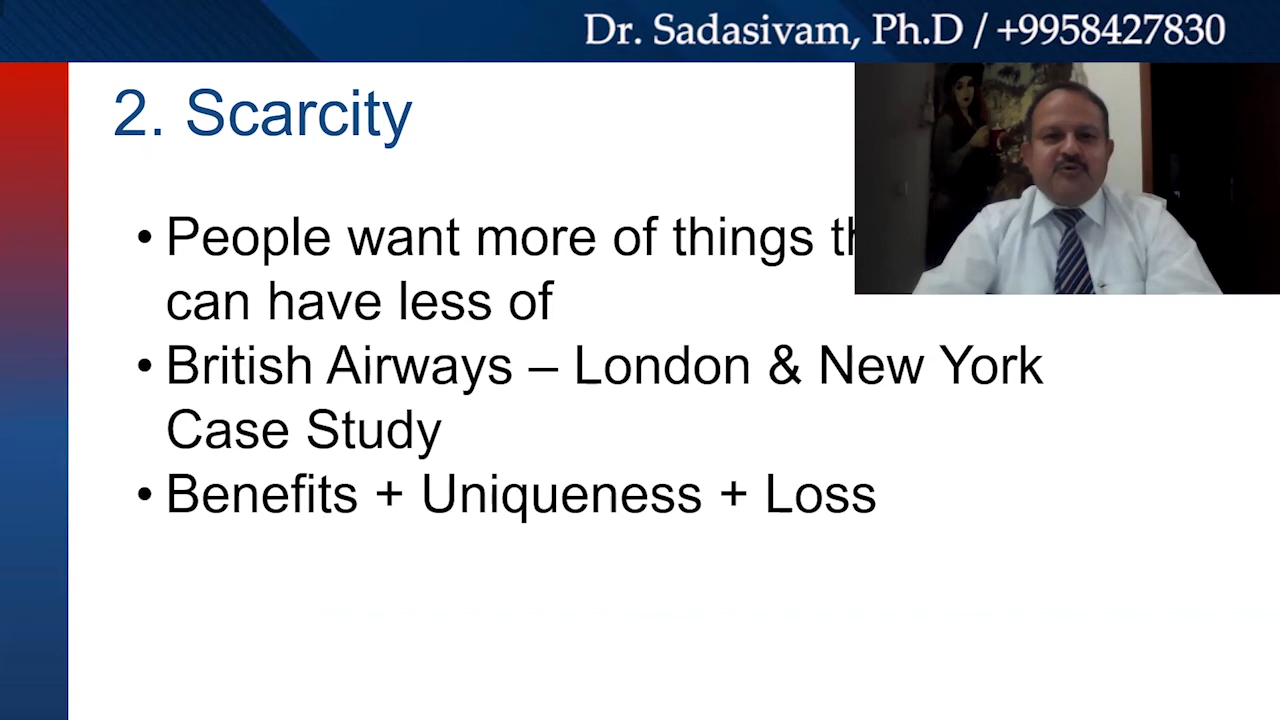 Dr. Sadasivam, Ph.D / +9958427830
2. Scarcity
• People want more of things
can have less of
• British Airways – London & New York
Case Study
• Benefits + Uniqueness + Loss